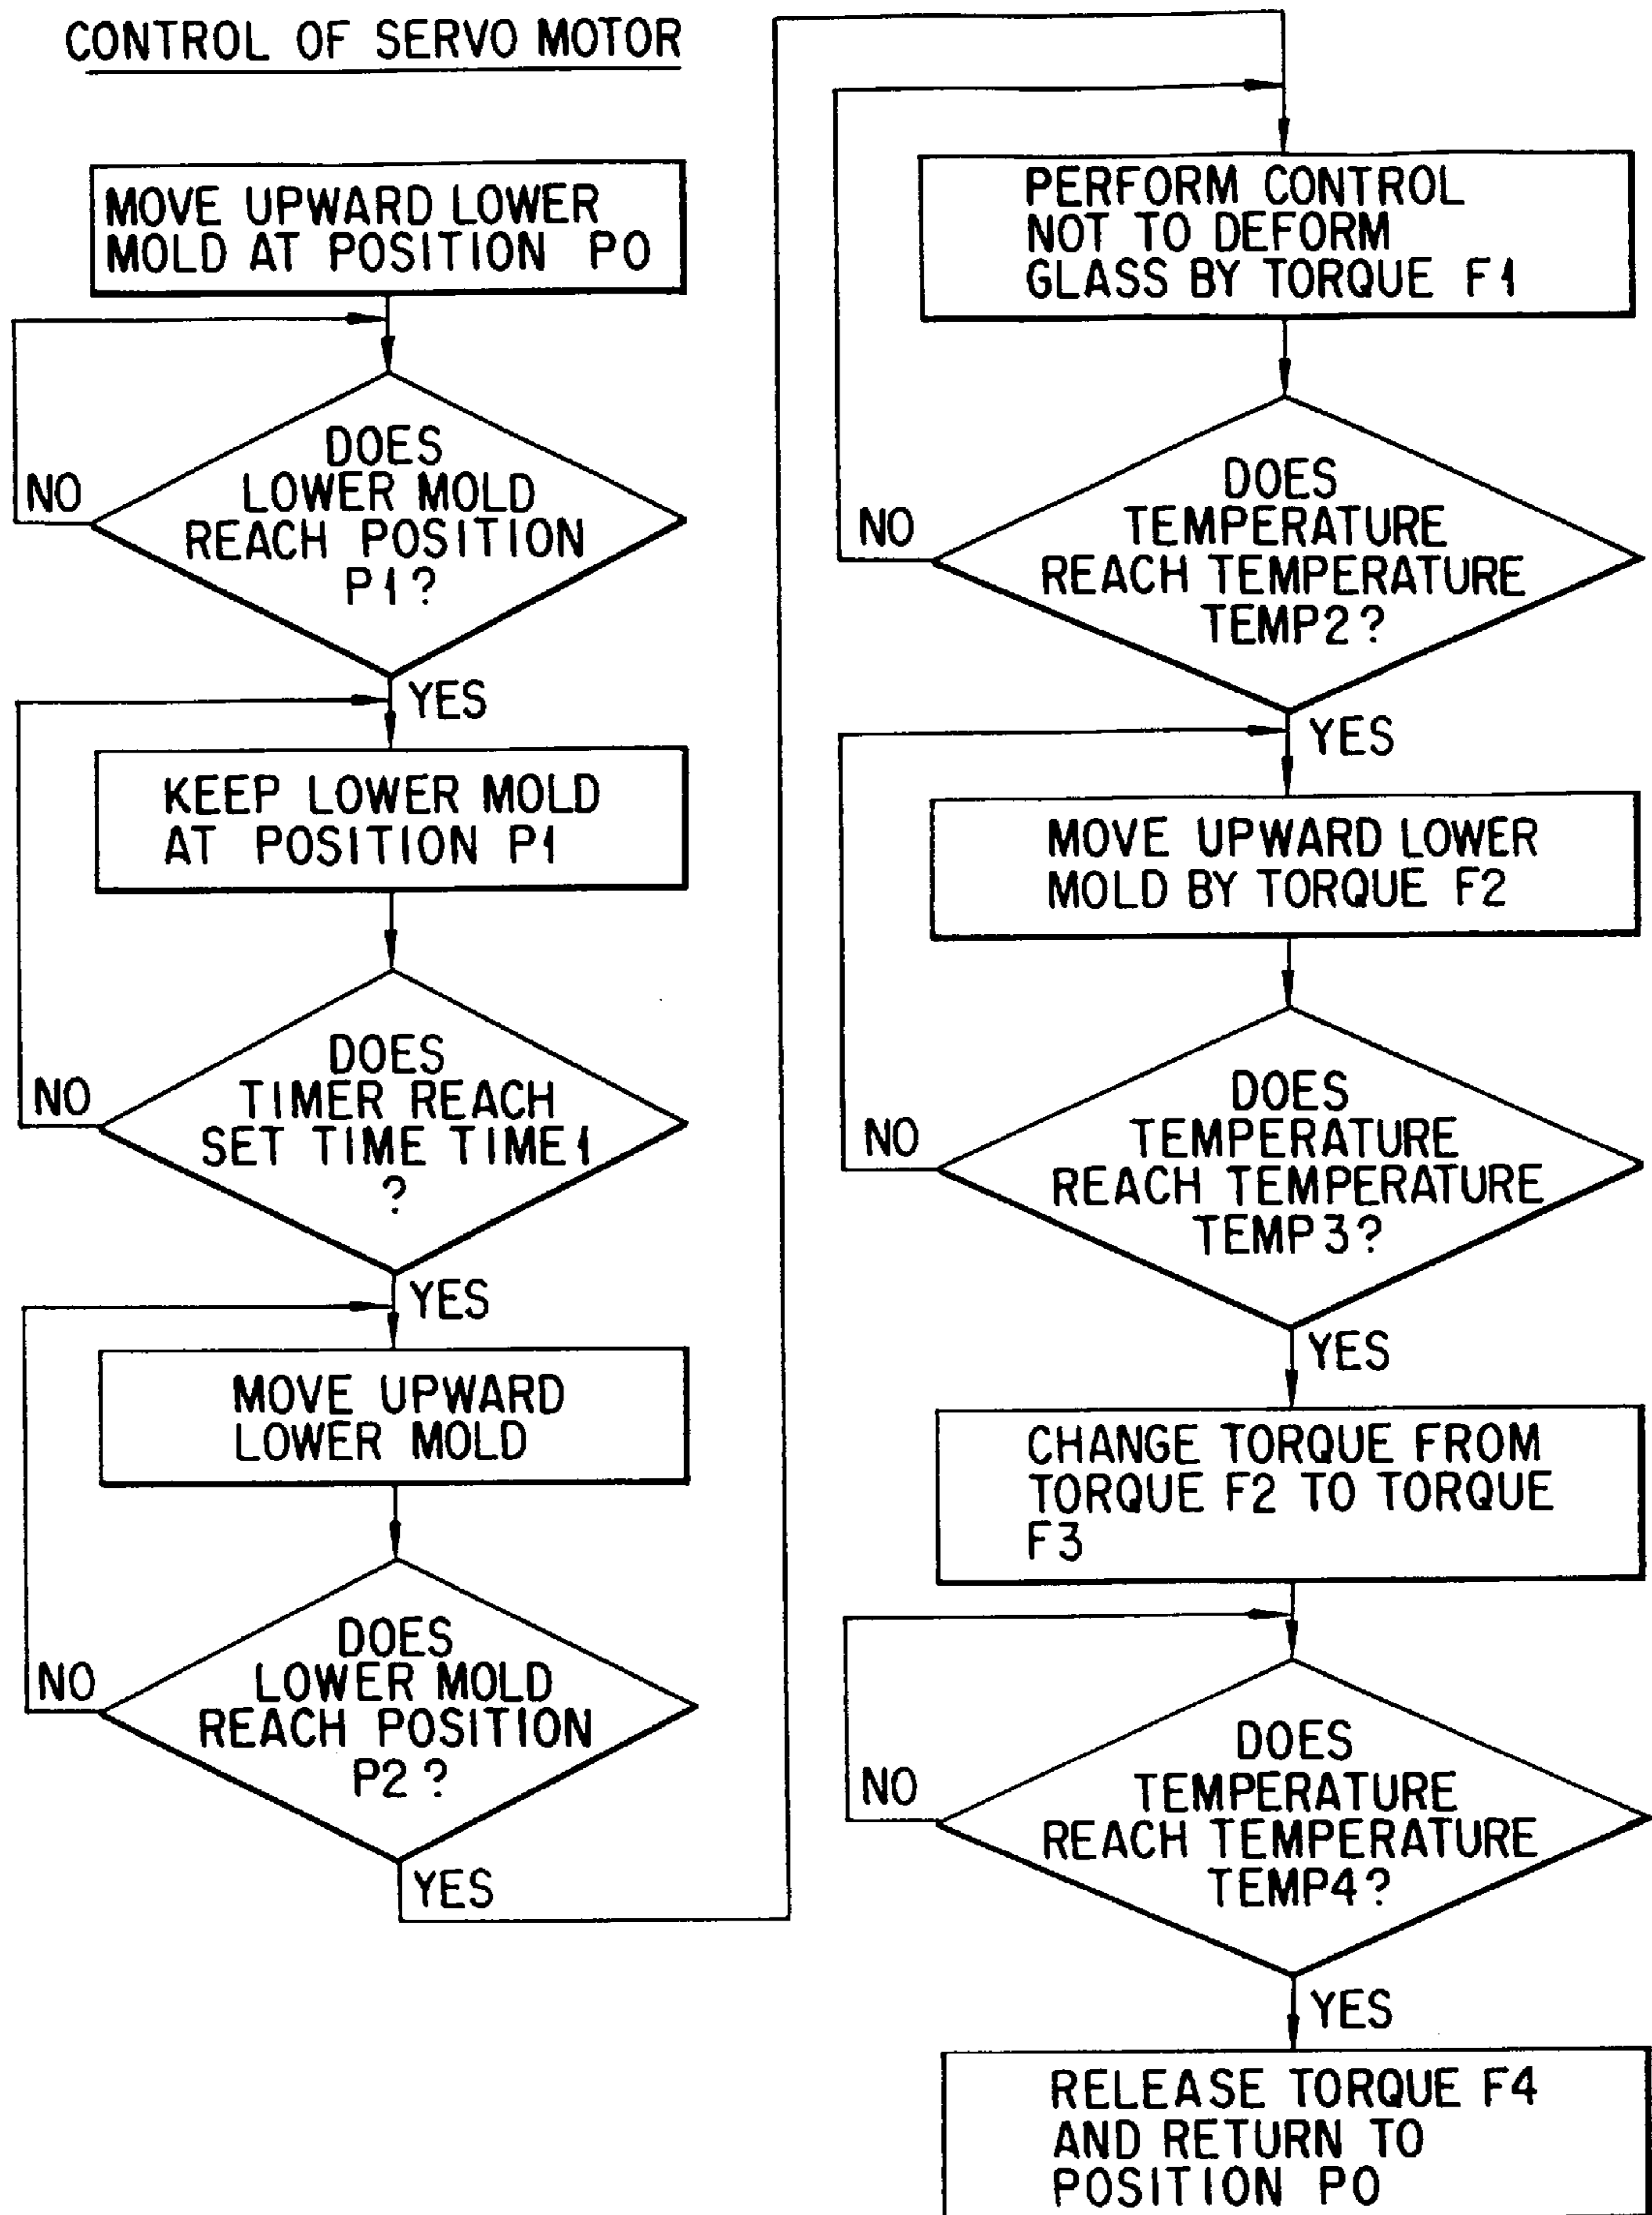 CONTROL OF SERVO MOTOR
MOVE UPWARD LOWER
MOLD AT POSITION P0
DOES
LOWER MOLD
REACH POSITION
P1?
NO
YES
KEEP LOWER MOLD
AT POSITION P1
DOES
TIMER REACH
SET TIME TIME1
?
NO
YES
MOVE UPWARD
LOWER MOLD
DOES
LOWER MOLD
REACH POSITION
P2?
NO
YES
PERFORM CONTROL
NOT TO DEFORM
GLASS BY TORQUE F1
DOES
TEMPERATURE
REACH TEMPERATURE
TEMP2?
NO
YES
MOVE UPWARD LOWER
MOLD BY TORQUE F2
DOES
TEMPERATURE
REACH TEMPERATURE
TEMP3?
NO
YES
CHANGE TORQUE FROM
TORQUE F2 TO TORQUE
F3
DOES
TEMPERATURE
REACH TEMPERATURE
TEMP4?
NO
YES
RELEASE TORQUE F4
AND RETURN TO
POSITION P0